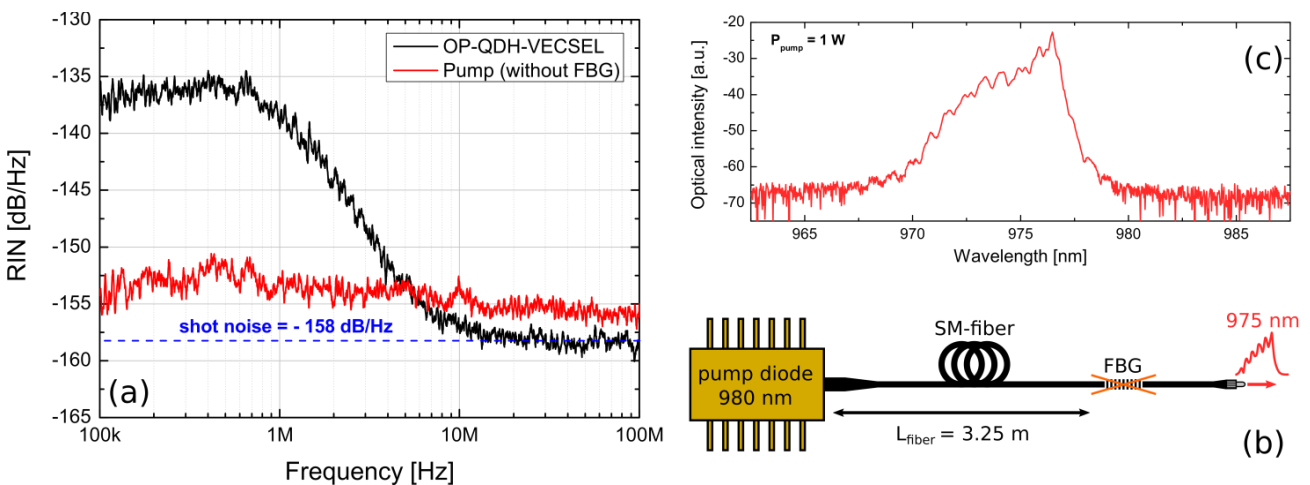 -130
-135
-140
-145
-150
-155
-160
-165
RIN [dB/Hz]
OP-QDH-VECSEL
Pump (without FBG)
shot noise = - 158 dB/Hz
(a)
100k 1M 10M 100M
Frequency [Hz]
-20
-30
-40
-50
-60
-70
Optical intensity [a.u.]
P_pump = 1 W
(c)
965 970 975 980 985
Wavelength [nm]
pump diode
980 nm
SM-fiber
FBG
975 nm
L_fiber = 3.25 m
(b)